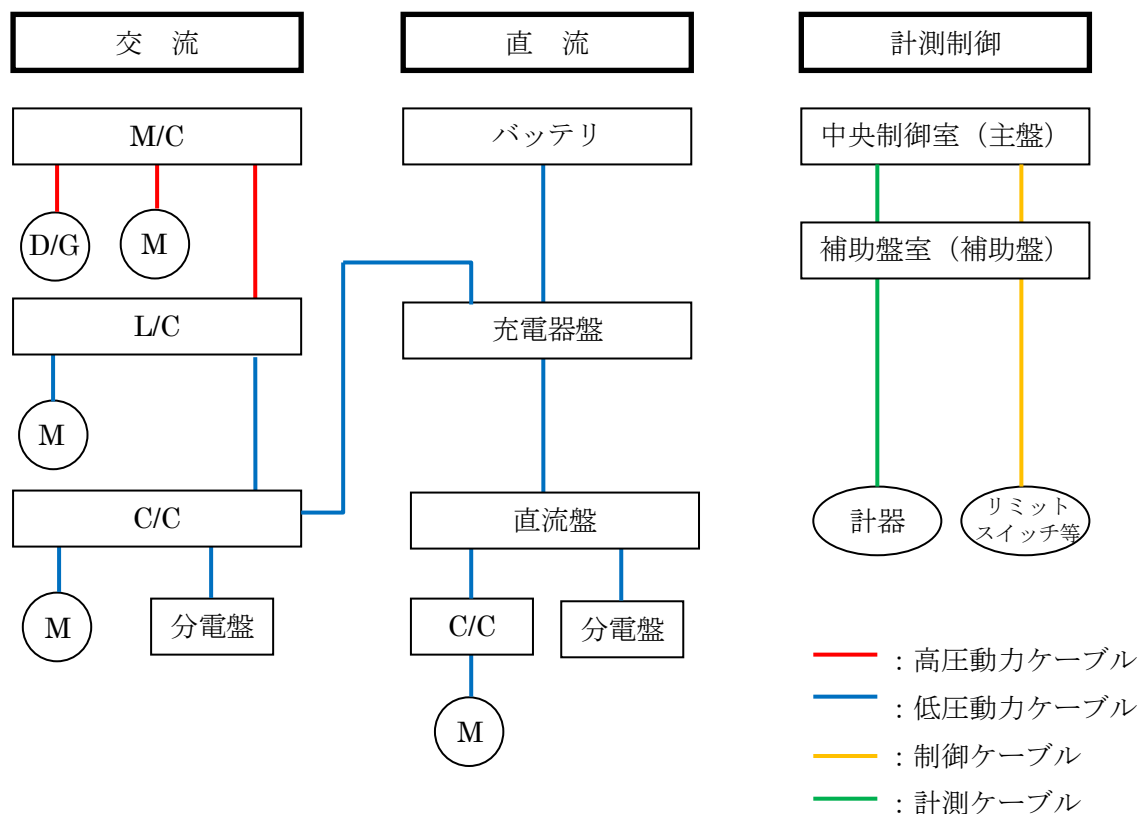 交　流
直　流
計測制御
M/C
D/G
M
L/C
M
C/C
M
分電盤
バッテリ
充電器盤
直流盤
C/C
分電盤
M
中央制御室（主盤）
補助盤室（補助盤）
計器
リミット
スイッチ等
：高圧動力ケーブル
：低圧動力ケーブル
：制御ケーブル
：計測ケーブル